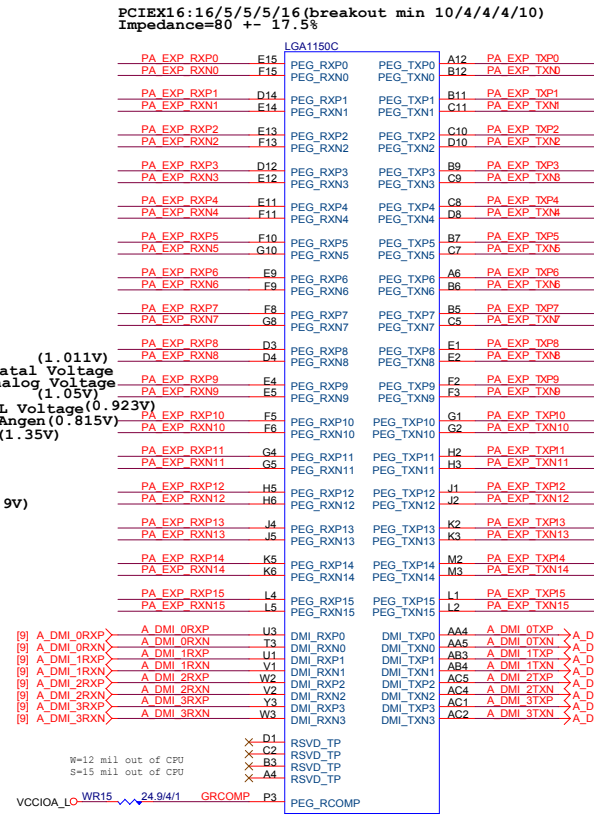 PCIEX16:16/5/5/5/16(breakout min 10/4/4/4/10)
Impedance=80 +- 17.5%
LGA1150C
PA_EXP_RXP0 E15 PEG_RXP0 PEG_TXP0 A12 PA_EXP_TXP0
PA_EXP_RXN0 F15 PEG_RXN0 PEG_TXN0 B12 PA_EXP_TXN0
PA_EXP_RXP1 D14 PEG_RXP1 PEG_TXP1 B11 PA_EXP_TXP1
PA_EXP_RXN1 E14 PEG_RXN1 PEG_TXN1 C11 PA_EXP_TXN1
PA_EXP_RXP2 E13 PEG_RXP2 PEG_TXP2 C10 PA_EXP_TXP2
PA_EXP_RXN2 F13 PEG_RXN2 PEG_TXN2 D10 PA_EXP_TXN2
PA_EXP_RXP3 D12 PEG_RXP3 PEG_TXP3 B9 PA_EXP_TXP3
PA_EXP_RXN3 E12 PEG_RXN3 PEG_TXN3 C9 PA_EXP_TXN3
PA_EXP_RXP4 E11 PEG_RXP4 PEG_TXP4 C8 PA_EXP_TXP4
PA_EXP_RXN4 F11 PEG_RXN4 PEG_TXN4 D8 PA_EXP_TXN4
PA_EXP_RXP5 F10 PEG_RXP5 PEG_TXP5 B7 PA_EXP_TXP5
PA_EXP_RXN5 G10 PEG_RXN5 PEG_TXN5 C7 PA_EXP_TXN5
PA_EXP_RXP6 E9 PEG_RXP6 PEG_TXP6 A6 PA_EXP_TXP6
PA_EXP_RXN6 F9 PEG_RXN6 PEG_TXN6 B6 PA_EXP_TXN6
PA_EXP_RXP7 F8 PEG_RXP7 PEG_TXP7 B5 PA_EXP_TXP7
PA_EXP_RXN7 G8 PEG_RXN7 PEG_TXN7 C5 PA_EXP_TXN7
PA_EXP_RXP8 D3 PEG_RXP8 PEG_TXP8 E1 PA_EXP_TXP8
(1.011V) PA_EXP_RXN8 D4 PEG_RXN8 PEG_TXN8 E2 PA_EXP_TXN8
atal Voltage
alog Voltage PA_EXP_RXP9 E4 PEG_RXP9 PEG_TXP9 F2 PA_EXP_TXP9
(1.05V) PA_EXP_RXN9 E5 PEG_RXN9 PEG_TXN9 F3 PA_EXP_TXN9
L Voltage(0.923V)
Angen(0.815V) PA_EXP_RXP10 F5 PEG_RXP10 PEG_TXP10 G1 PA_EXP_TXP10
(1.35V) PA_EXP_RXN10 F6 PEG_RXN10 PEG_TXN10 G2 PA_EXP_TXN10
PA_EXP_RXP11 G4 PEG_RXP11 PEG_TXP11 H2 PA_EXP_TXP11
PA_EXP_RXN11 G5 PEG_RXN11 PEG_TXN11 H3 PA_EXP_TXN11
PA_EXP_RXP12 H5 PEG_RXP12 PEG_TXP12 J1 PA_EXP_TXP12
9V) PA_EXP_RXN12 H6 PEG_RXN12 PEG_TXN12 J2 PA_EXP_TXN12
PA_EXP_RXP13 J4 PEG_RXP13 PEG_TXP13 K2 PA_EXP_TXP13
PA_EXP_RXN13 J5 PEG_RXN13 PEG_TXN13 K3 PA_EXP_TXN13
PA_EXP_RXP14 K5 PEG_RXP14 PEG_TXP14 M2 PA_EXP_TXP14
PA_EXP_RXN14 K6 PEG_RXN14 PEG_TXN14 M3 PA_EXP_TXN14
PA_EXP_RXP15 L4 PEG_RXP15 PEG_TXP15 L1 PA_EXP_TXP15
PA_EXP_RXN15 L5 PEG_RXN15 PEG_TXN15 L2 PA_EXP_TXN15
[9] A_DMI_0RXP A_DMI_0RXP U3 DMI_RXP0 DMI_TXP0 AA4 A_DMI_0TXP A_D
[9] A_DMI_0RXN A_DMI_0RXN T3 DMI_RXN0 DMI_TXN0 AA5 A_DMI_0TXN A_D
[9] A_DMI_1RXP A_DMI_1RXP U1 DMI_RXP1 DMI_TXP1 AB3 A_DMI_1TXP A_D
[9] A_DMI_1RXN A_DMI_1RXN V1 DMI_RXN1 DMI_TXN1 AB4 A_DMI_1TXN A_D
[9] A_DMI_2RXP A_DMI_2RXP W2 DMI_RXP2 DMI_TXP2 AC5 A_DMI_2TXP A_D
[9] A_DMI_2RXN A_DMI_2RXN V2 DMI_RXN2 DMI_TXN2 AC4 A_DMI_2TXN A_D
[9] A_DMI_3RXP A_DMI_3RXP Y3 DMI_RXP3 DMI_TXP3 AC1 A_DMI_3TXP A_D
[9] A_DMI_3RXN A_DMI_3RXN W3 DMI_RXN3 DMI_TXN3 AC2 A_DMI_3TXN A_D
D1 RSVD_TP
C2 RSVD_TP
W=12 mil out of CPU B3 RSVD_TP
S=15 mil out of CPU A4 RSVD_TP
VCCIOA_L WR15 24.9/4/1 GRCOMP P3 PEG_RCOMP